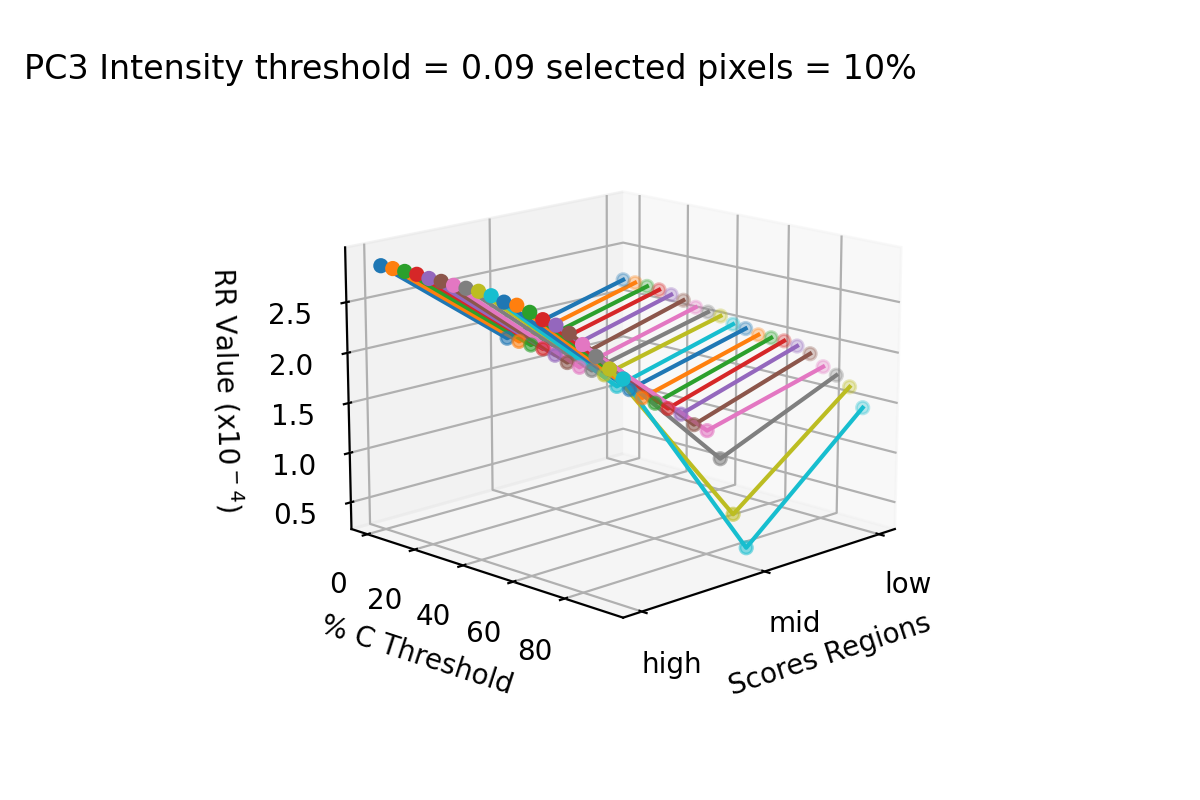 PC3 Intensity threshold = 0.09 selected pixels = 10%
RR Value (x10⁻⁴)
2.5
2.0
1.5
1.0
0.5
0
20
40
60
80
% C Threshold
high
mid
low
Scores Regions